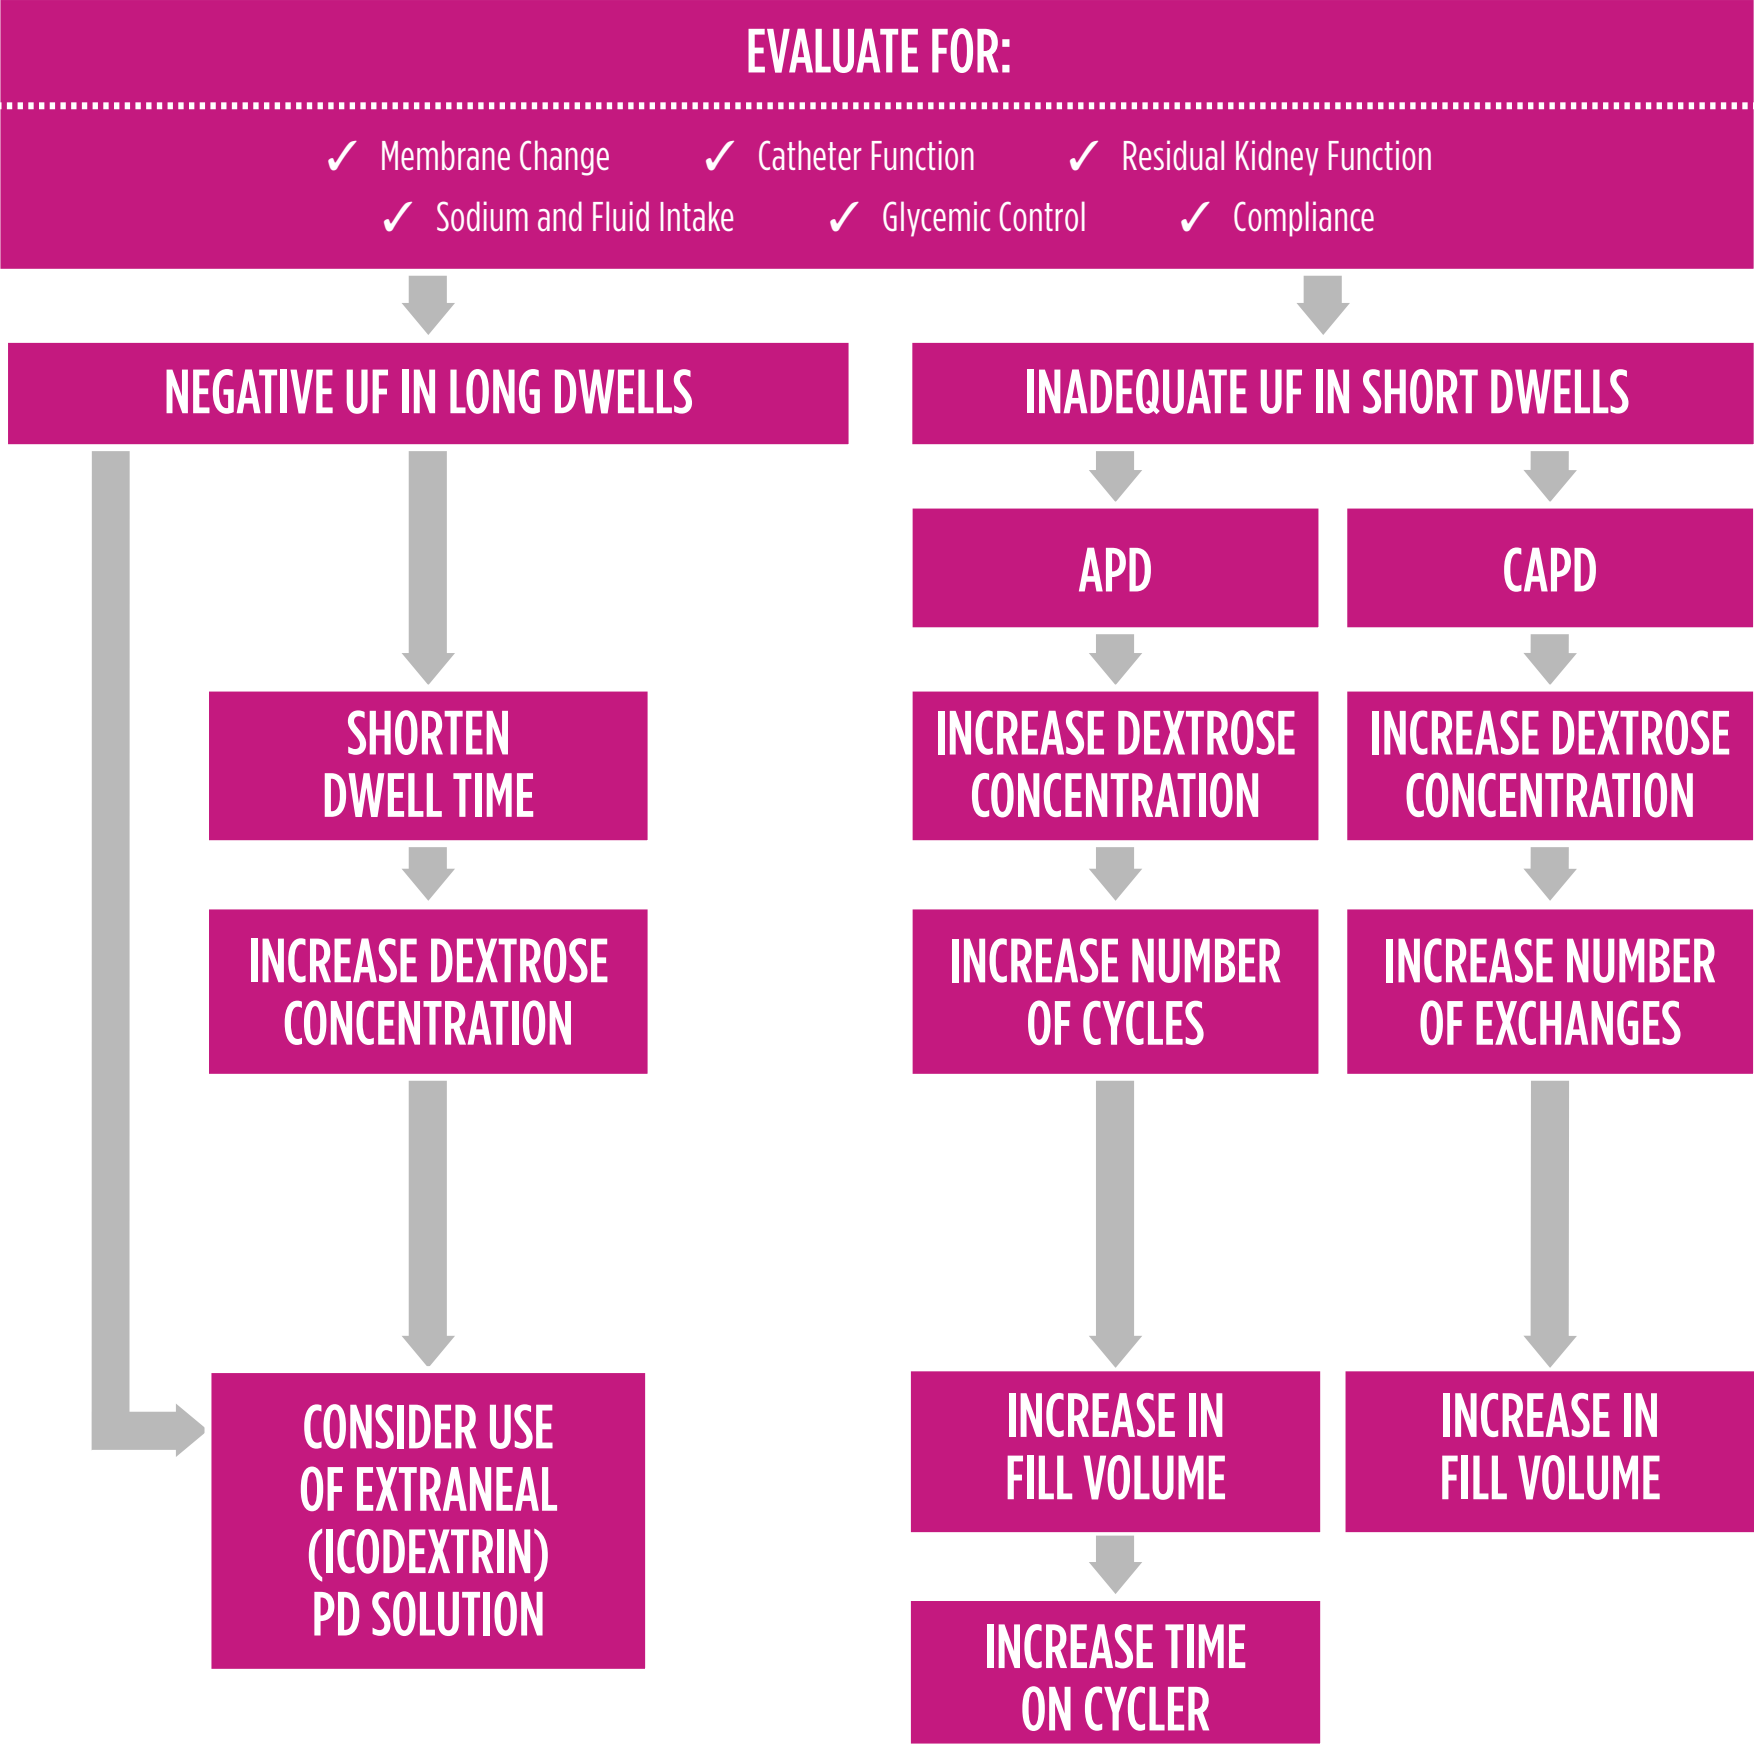 EVALUATE FOR:
✓ Membrane Change ✓ Catheter Function ✓ Residual Kidney Function
✓ Sodium and Fluid Intake ✓ Glycemic Control ✓ Compliance
NEGATIVE UF IN LONG DWELLS
SHORTEN
DWELL TIME
INCREASE DEXTROSE
CONCENTRATION
CONSIDER USE
OF EXTRANEAL
(ICODEXTRIN)
PD SOLUTION
INADEQUATE UF IN SHORT DWELLS
APD
INCREASE DEXTROSE
CONCENTRATION
INCREASE NUMBER
OF CYCLES
INCREASE IN
FILL VOLUME
INCREASE TIME
ON CYCLER
CAPD
INCREASE DEXTROSE
CONCENTRATION
INCREASE NUMBER
OF EXCHANGES
INCREASE IN
FILL VOLUME